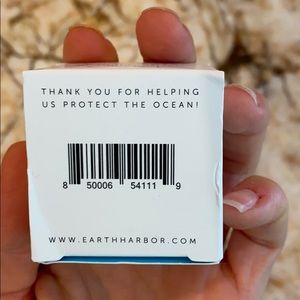 THANK YOU FOR HELPING
US PROTECT THE OCEAN!
8 50006 54111 9
WWW.EARTHHARBOR.COM